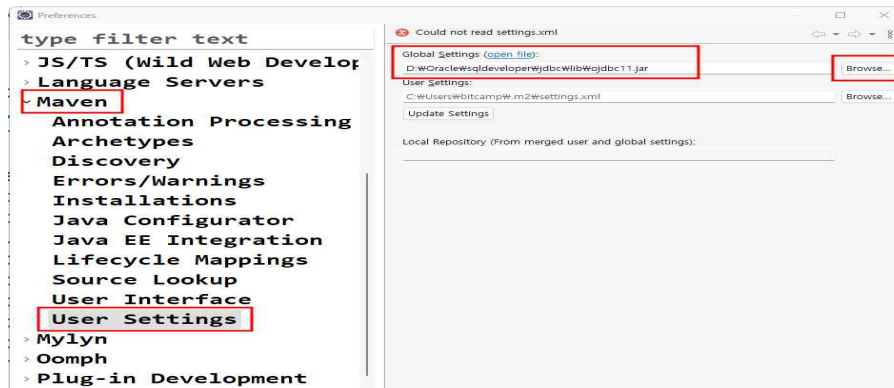 Preferences
type filter text
JS/TS (Wild Web Develop
Language Servers
Maven
Annotation Processing
Archetypes
Discovery
Errors/Warnings
Installations
Java Configurator
Java EE Integration
Lifecycle Mappings
Source Lookup
User Interface
User Settings
Mylyn
Oomph
Plug-in Development
Could not read settings.xml
Global Settings (open file):
D:₩Oracle₩sqldeveloper₩jdbc₩lib₩ojdbc11.jar
Browse...
User Settings:
C:₩Users₩bitcamp₩.m2₩settings.xml
Browse...
Update Settings
Local Repository (From merged user and global settings):